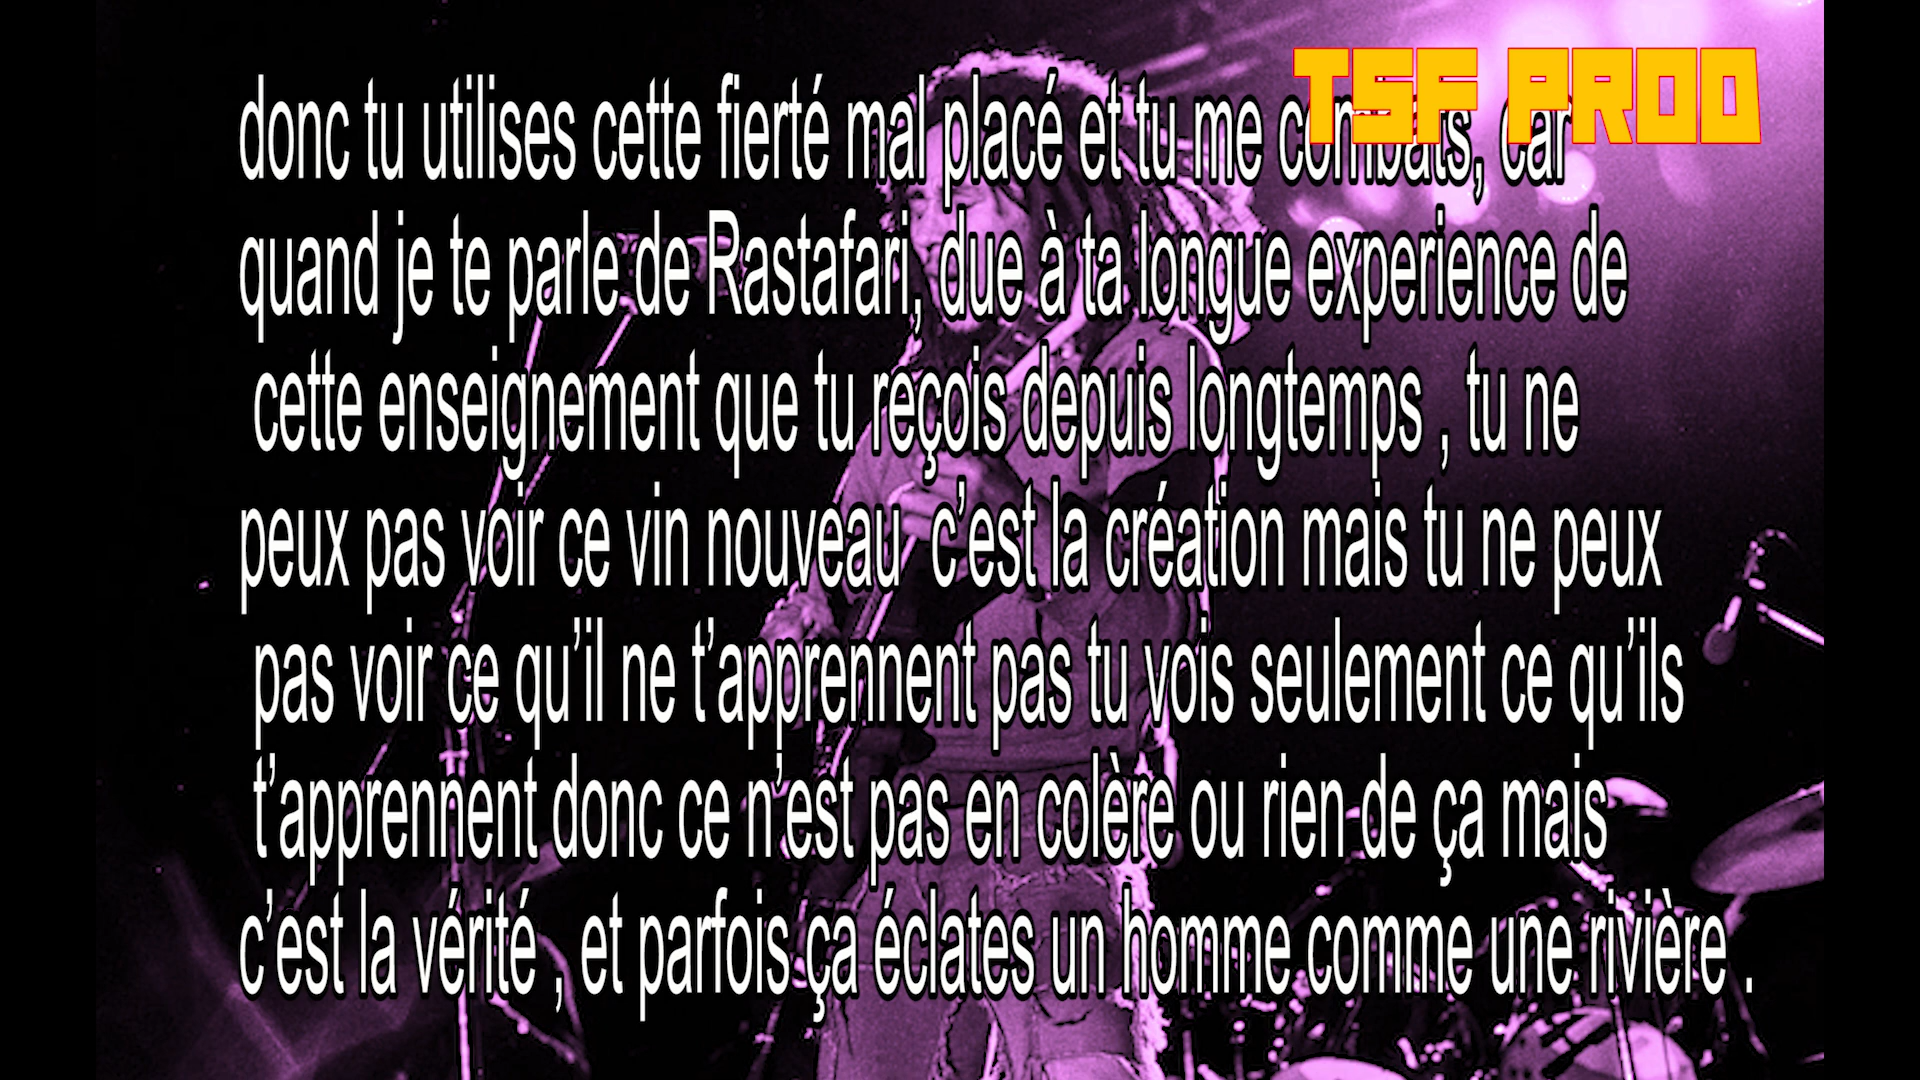 TSF PROD
donc tu utilises cette fierté mal placé et tu me combats, car
quand je te parle de Rastafari, due à ta longue experience de
cette enseignement que tu reçois depuis longtemps , tu ne
peux pas voir ce vin nouveau c’est la création mais tu ne peux
pas voir ce qu’il ne t’apprennent pas tu vois seulement ce qu’ils
t’apprennent donc ce n’est pas en colère ou rien de ça mais
c’est la vérité , et parfois ça éclates un homme comme une rivière .